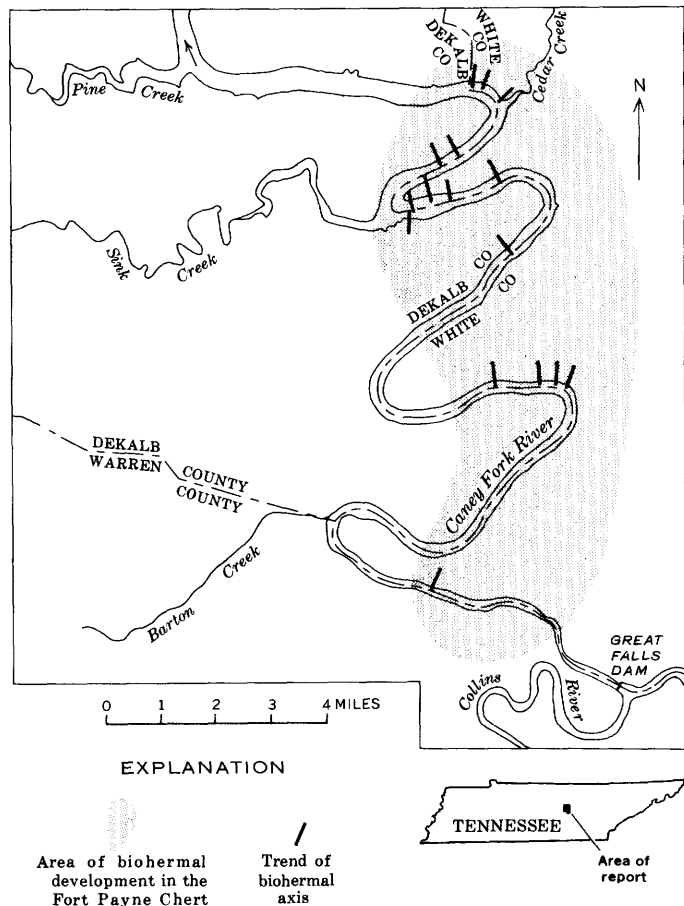 WHITE
CO
DEKALB
CO
Cedar Creek
Pine Creek
N
Sink
Creek
DEKALB CO
WHITE CO
DEKALB
WARREN
COUNTY
COUNTY
Caney Fork River
Barton Creek
GREAT
FALLS
DAM
Collins
River
0 1 2 3 4 MILES
EXPLANATION
Area of biohermal
development in the
Fort Payne Chert
Trend of
biohermal
axis
TENNESSEE
Area of
report